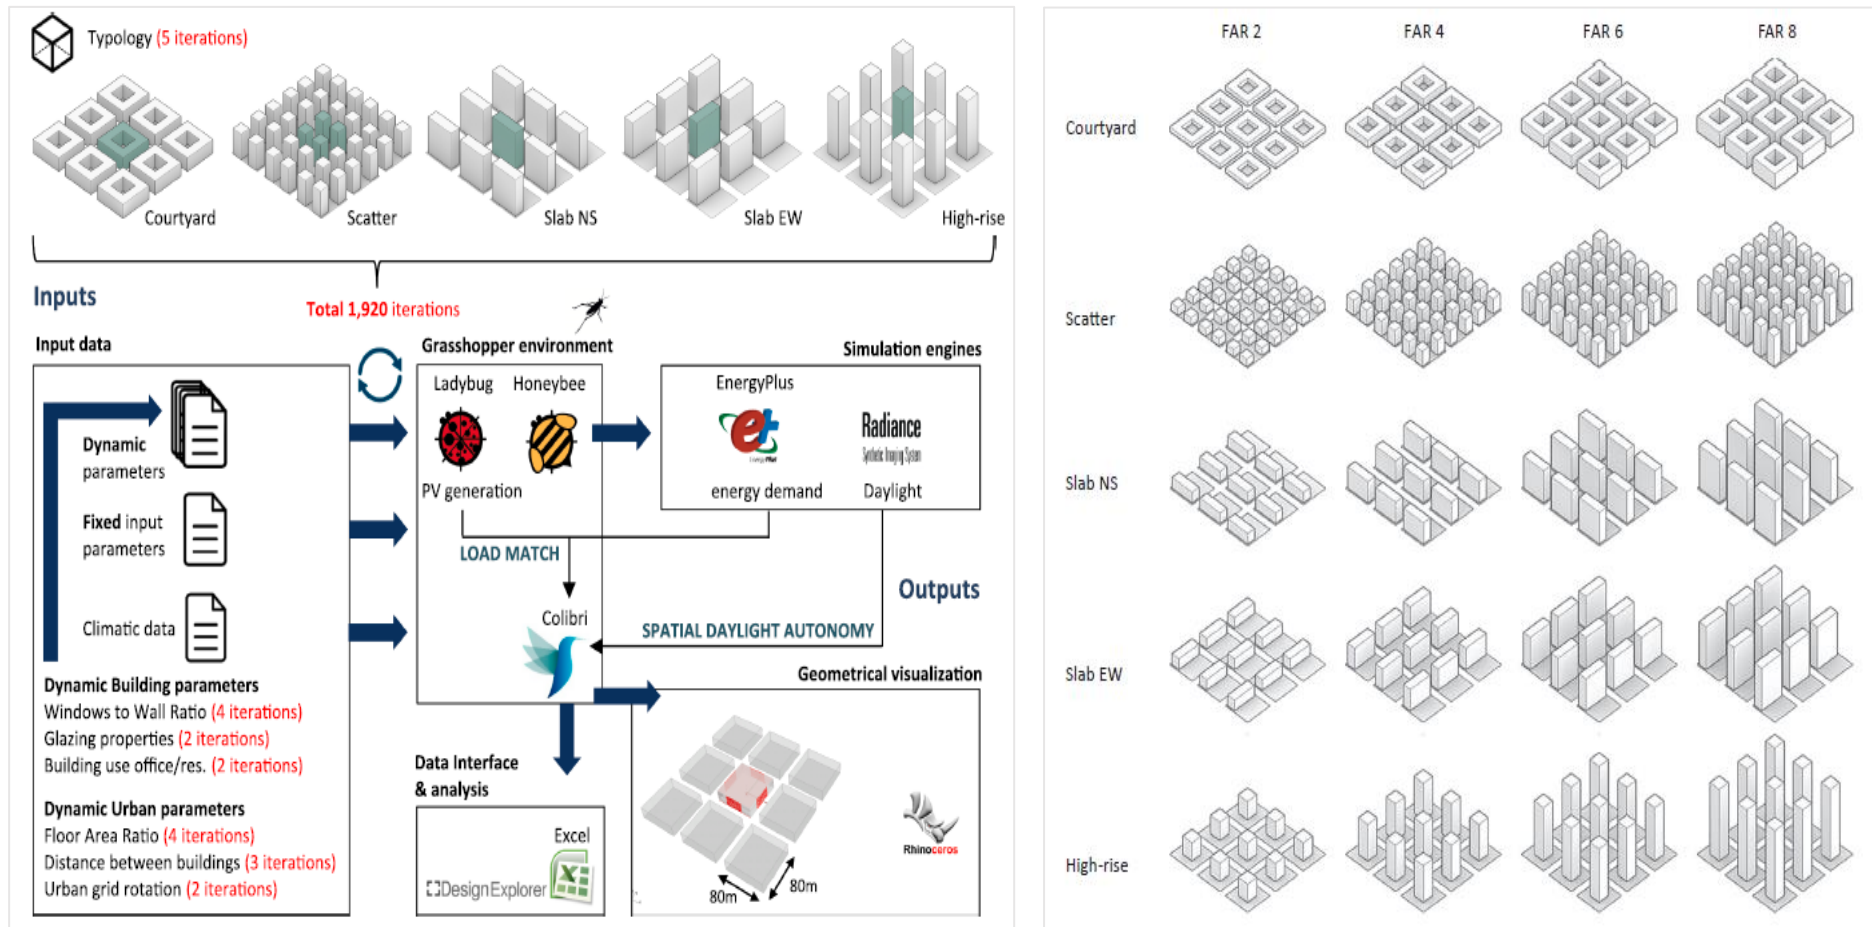 Typology (5 iterations)
Courtyard
Scatter
Slab NS
Slab EW
High-rise
Inputs
Total 1,920 iterations
Input data
Dynamic
parameters
Fixed input
parameters
Climatic data
Dynamic Building parameters
Windows to Wall Ratio (4 iterations)
Glazing properties (2 iterations)
Building use office/res. (2 iterations)
Dynamic Urban parameters
Floor Area Ratio (4 iterations)
Distance between buildings (3 iterations)
Urban grid rotation (2 iterations)
Grasshopper environment
Ladybug Honeybee
PV generation
LOAD MATCH
Colibri
Simulation engines
EnergyPlus
EnergyPlus
Radiance
Synthetic Imaging System
energy demand Daylight
Outputs
SPATIAL DAYLIGHT AUTONOMY
Geometrical visualization
80m
80m
Rhinoceros
Data Interface
& analysis
Excel
DesignExplorer
FAR 2 FAR 4 FAR 6 FAR 8
Courtyard
Scatter
Slab NS
Slab EW
High-rise